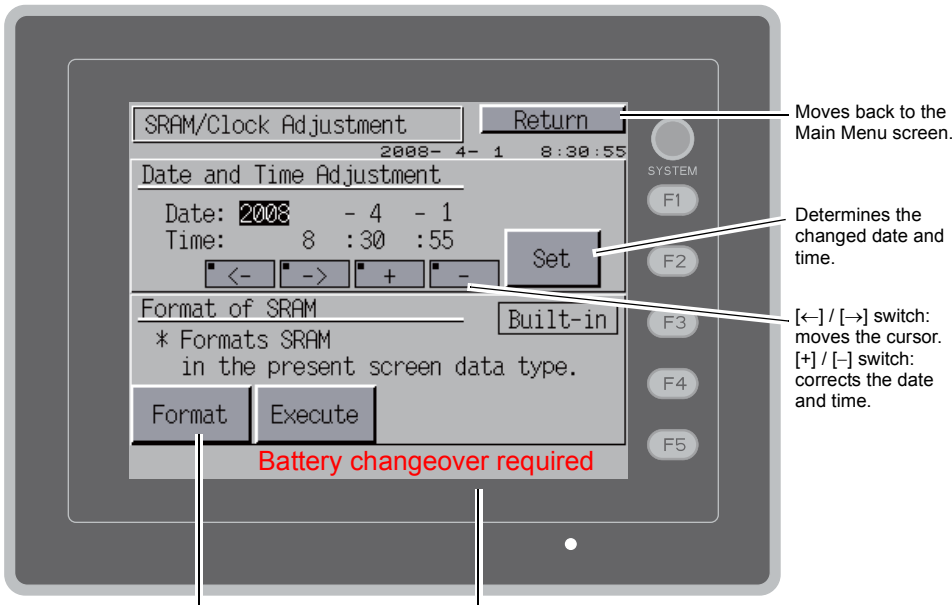 SRAM/Clock Adjustment
Return
2008- 4- 1 8:30:55
Date and Time Adjustment
Date: 2008 - 4 - 1
Time: 8 :30 :55
<- -> + -
Set
Format of SRAM
Built-in
* Formats SRAM
in the present screen data type.
Format Execute
Battery changeover required
SYSTEM
F1
F2
F3
F4
F5
Moves back to the
Main Menu screen.
Determines the
changed date and
time.
[←] / [→] switch:
moves the cursor.
[+] / [–] switch:
corrects the date
and time.